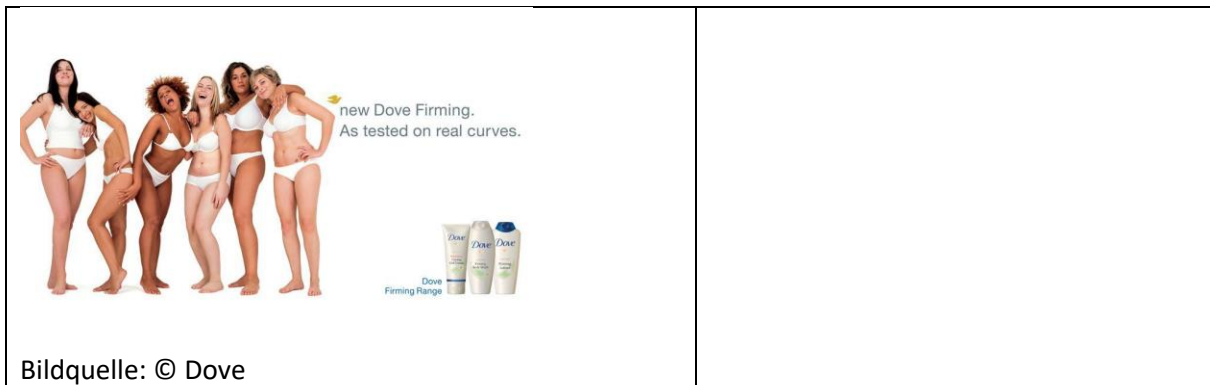 new Dove Firming.
As tested on real curves.
Dove
Dove
Dove
Dove
Firming Range
Bildquelle: © Dove